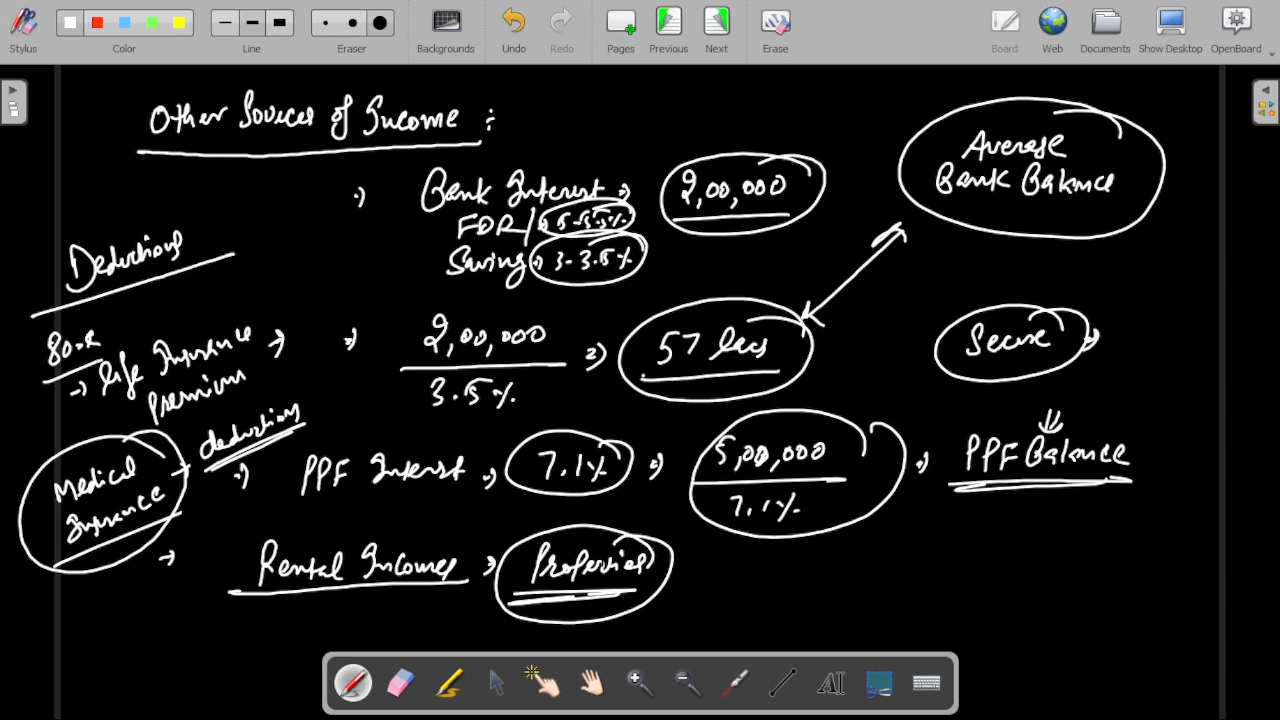 Stylus
Color
Line
Eraser
Backgrounds
Undo
Redo
Pages
Previous
Next
Erase
Board
Web
Documents
Show Desktop
OpenBoard
Other Sources of Income :
Average
Bank Balance
Bank Interest → 2,00,000
FDR/ → 5-5.5%
Saving → 3-3.5%
Deductions
80-c
→ life Insurance →
Premium
→ 2,00,000
3.5%
⇒ 57 lacs
Secure →
Medical
Insurance
→ deductions
→ PPF Interest → 7.1% → 5,00,000
7.1%
→ PPF Balance
→ Rental Incomes → Properties